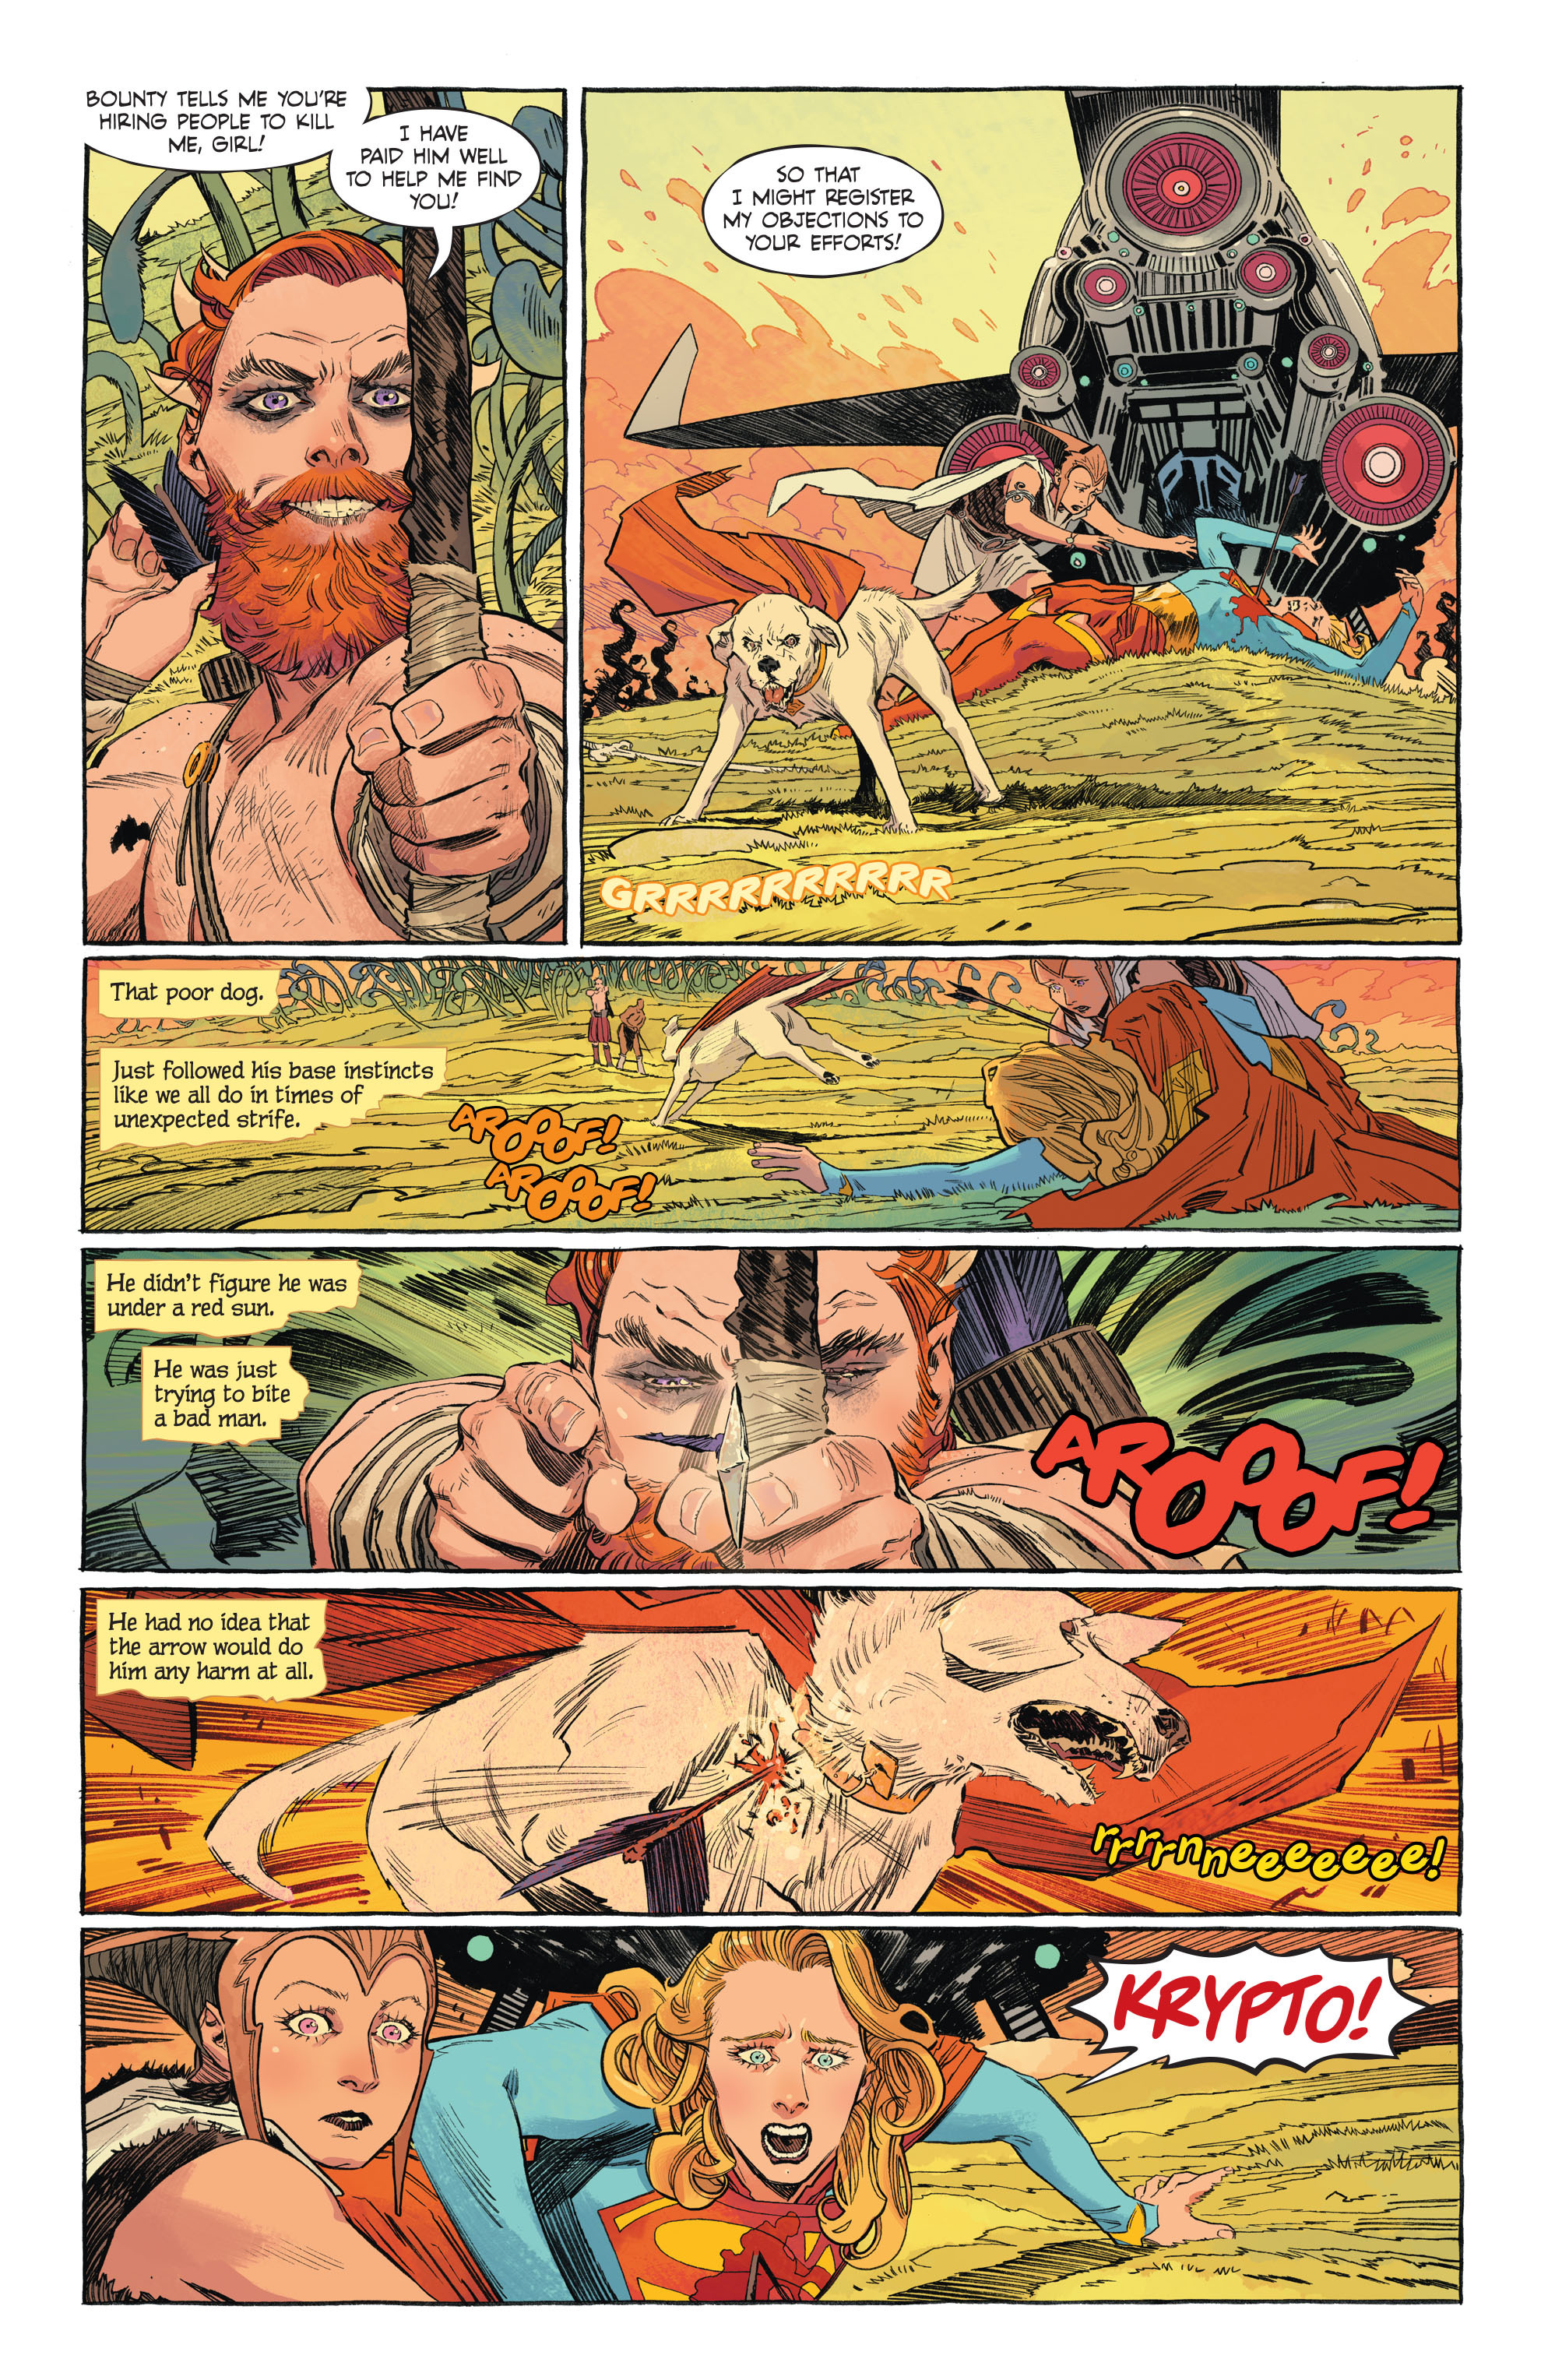 BOUNTY TELLS ME YOU'RE
HIRING PEOPLE TO KILL
ME, GIRL!
I HAVE
PAID HIM WELL
TO HELP ME FIND
YOU!
SO THAT
I MIGHT REGISTER
MY OBJECTIONS TO
YOUR EFFORTS!
GRRRRRRRRRR
That poor dog.
Just followed his base instincts
like we all do in times of
unexpected strife.
AROOOF!
AROOOF!
He didn't figure he was
under a red sun.
He was just
trying to bite
a bad man.
AROOOF!
He had no idea that
the arrow would do
him any harm at all.
rrrrnneeeeeee!
KRYPTO!